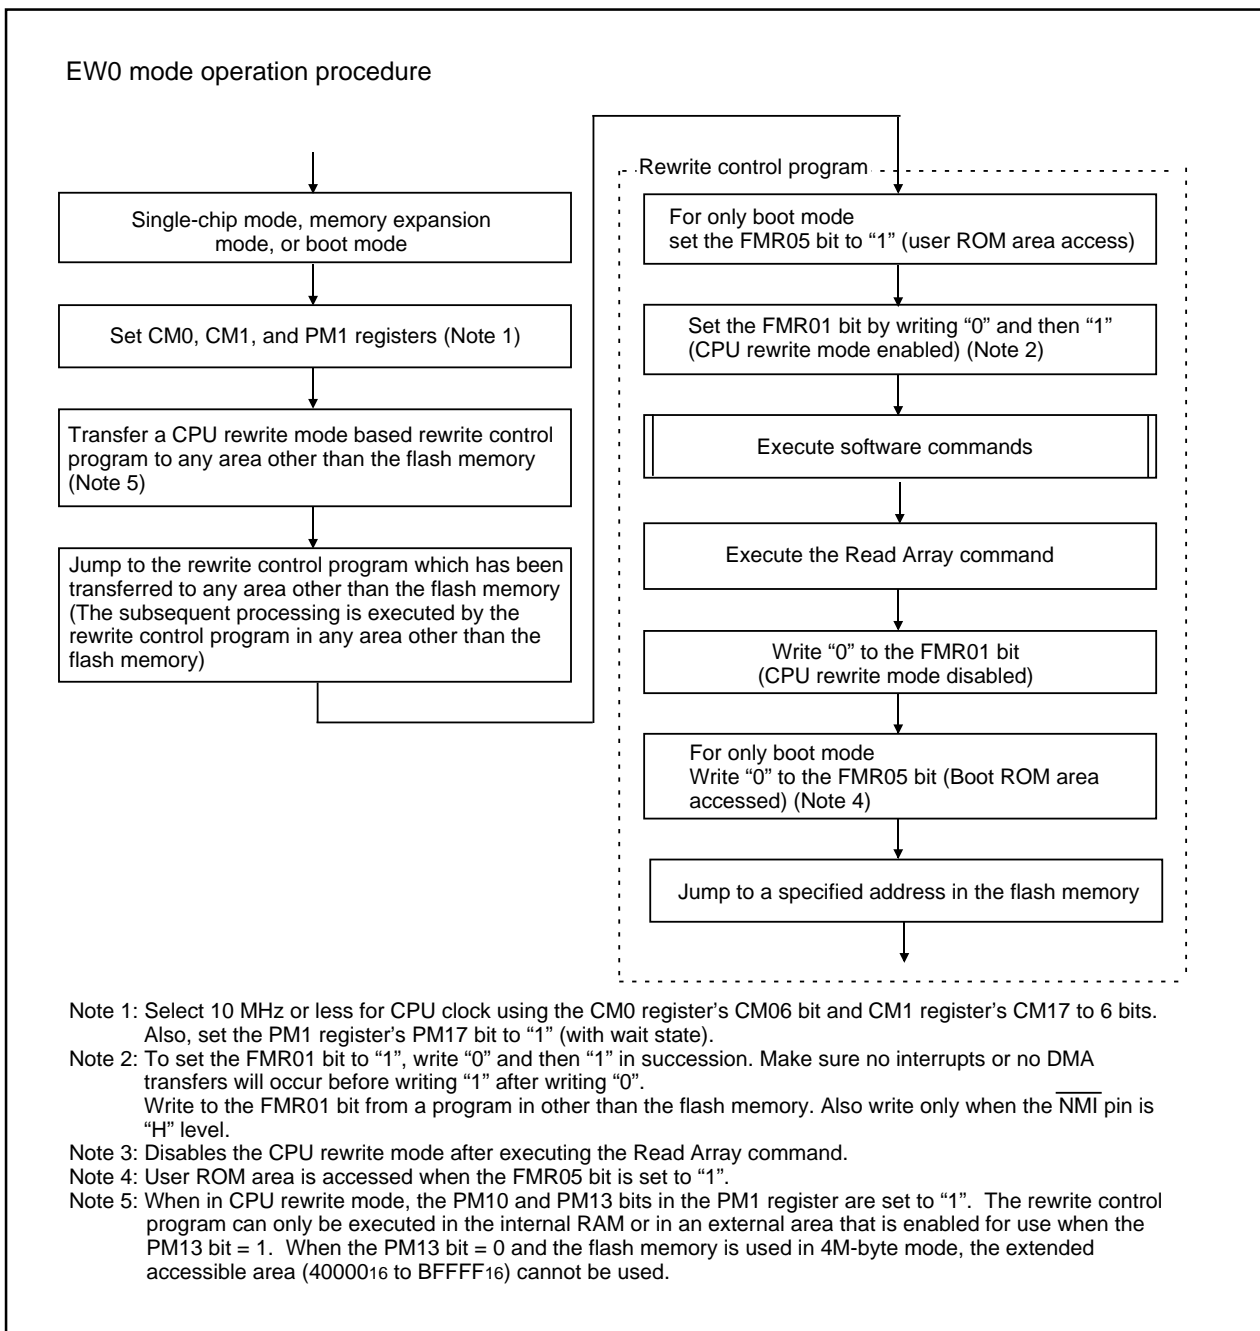 EW0 mode operation procedure
Single-chip mode, memory expansion
mode, or boot mode
Set CM0, CM1, and PM1 registers (Note 1)
Transfer a CPU rewrite mode based rewrite control
program to any area other than the flash memory
(Note 5)
Jump to the rewrite control program which has been
transferred to any area other than the flash memory
(The subsequent processing is executed by the
rewrite control program in any area other than the
flash memory)
Rewrite control program
For only boot mode
set the FMR05 bit to “1” (user ROM area access)
Set the FMR01 bit by writing “0” and then “1”
(CPU rewrite mode enabled) (Note 2)
Execute software commands
Execute the Read Array command
Write “0” to the FMR01 bit
(CPU rewrite mode disabled)
For only boot mode
Write “0” to the FMR05 bit (Boot ROM area
accessed) (Note 4)
Jump to a specified address in the flash memory
Note 1: Select 10 MHz or less for CPU clock using the CM0 register’s CM06 bit and CM1 register’s CM17 to 6 bits.
Also, set the PM1 register’s PM17 bit to “1” (with wait state).
Note 2: To set the FMR01 bit to “1”, write “0” and then “1” in succession. Make sure no interrupts or no DMA
transfers will occur before writing “1” after writing “0”.
Write to the FMR01 bit from a program in other than the flash memory. Also write only when the NMI pin is
“H” level.
Note 3: Disables the CPU rewrite mode after executing the Read Array command.
Note 4: User ROM area is accessed when the FMR05 bit is set to “1”.
Note 5: When in CPU rewrite mode, the PM10 and PM13 bits in the PM1 register are set to “1”. The rewrite control
program can only be executed in the internal RAM or in an external area that is enabled for use when the
PM13 bit = 1. When the PM13 bit = 0 and the flash memory is used in 4M-byte mode, the extended
accessible area (4000016 to BFFFF16) cannot be used.